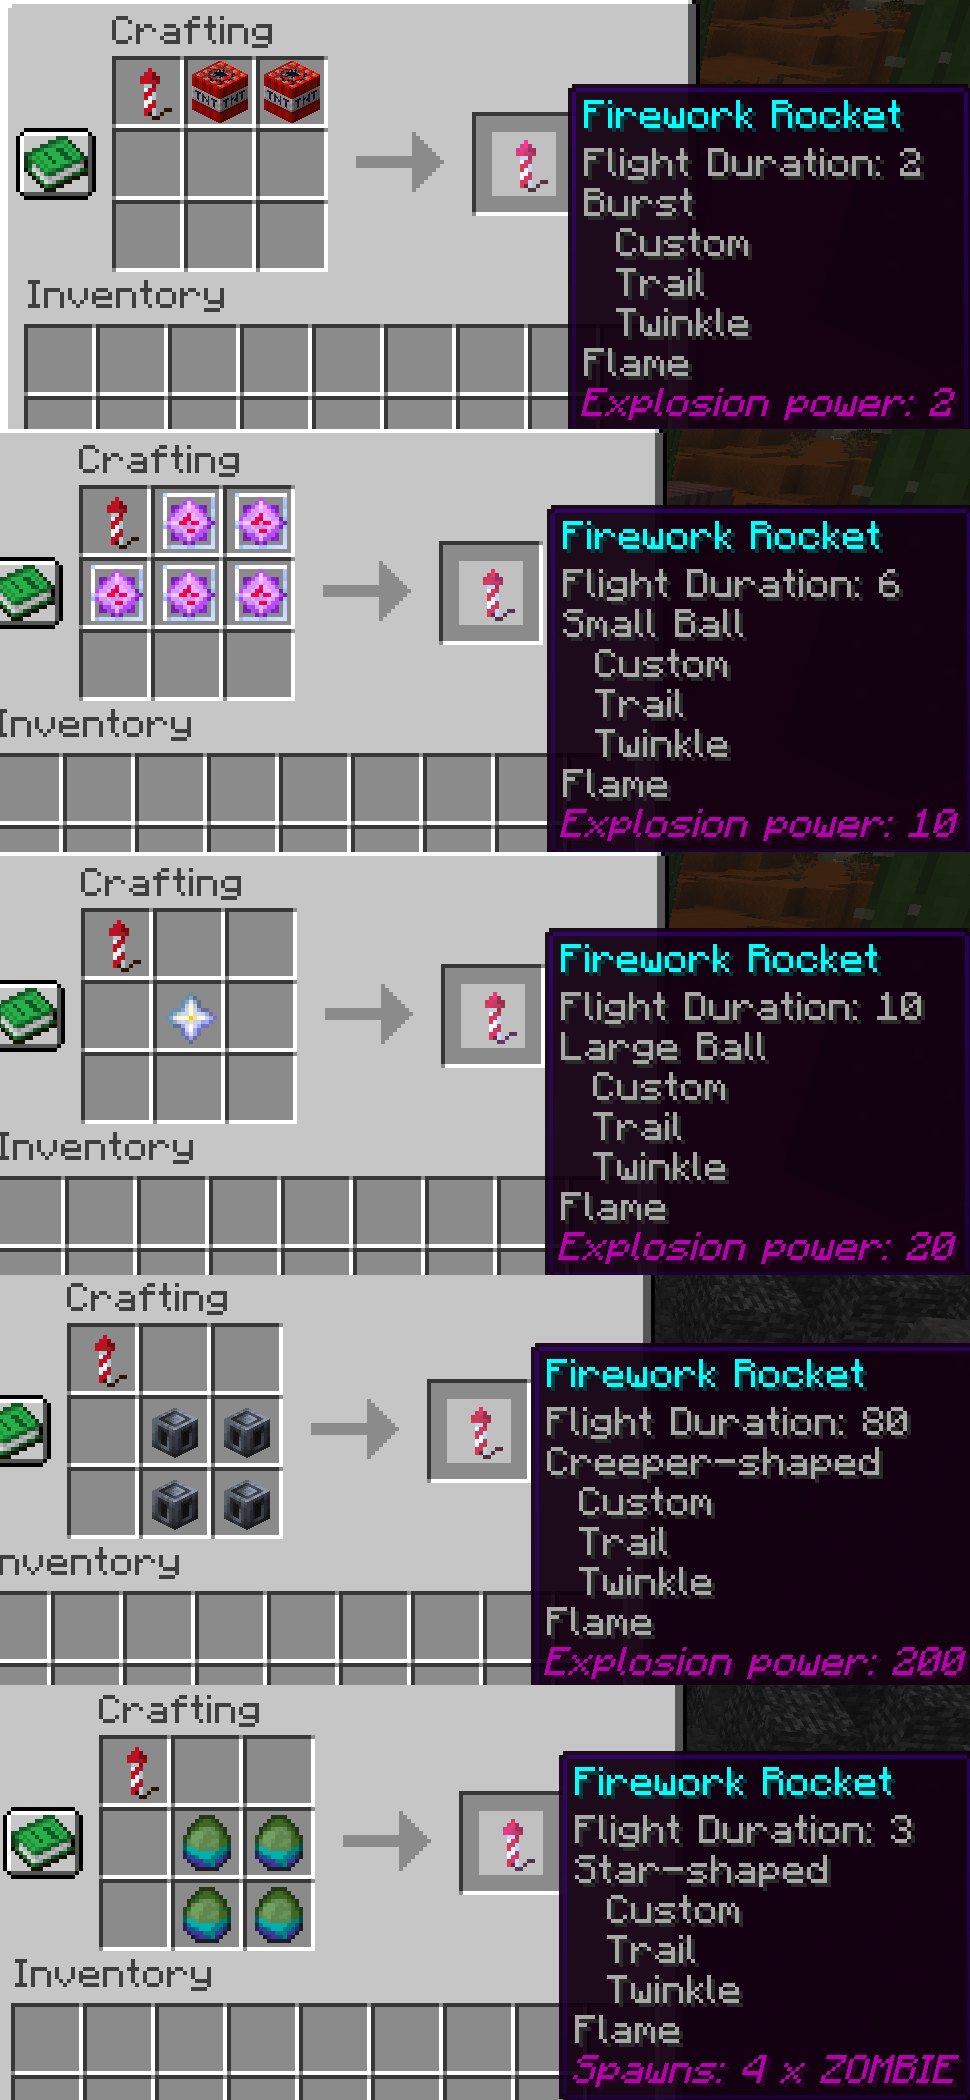 Crafting
TNT TNT
Firework Rocket
Flight Duration: 2
Burst
Custom
Trail
Twinkle
Flame
Explosion power: 2
Inventory
Crafting
Firework Rocket
Flight Duration: 6
Small Ball
Custom
Trail
Twinkle
Flame
Explosion power: 10
Inventory
Crafting
Firework Rocket
Flight Duration: 10
Large Ball
Custom
Trail
Twinkle
Flame
Explosion power: 20
Inventory
Crafting
Firework Rocket
Flight Duration: 80
Creeper-shaped
Custom
Trail
Twinkle
Flame
Explosion power: 200
nventory
Crafting
Firework Rocket
Flight Duration: 3
Star-shaped
Custom
Trail
Twinkle
Flame
Spawns: 4 x ZOMBIE
Inventory